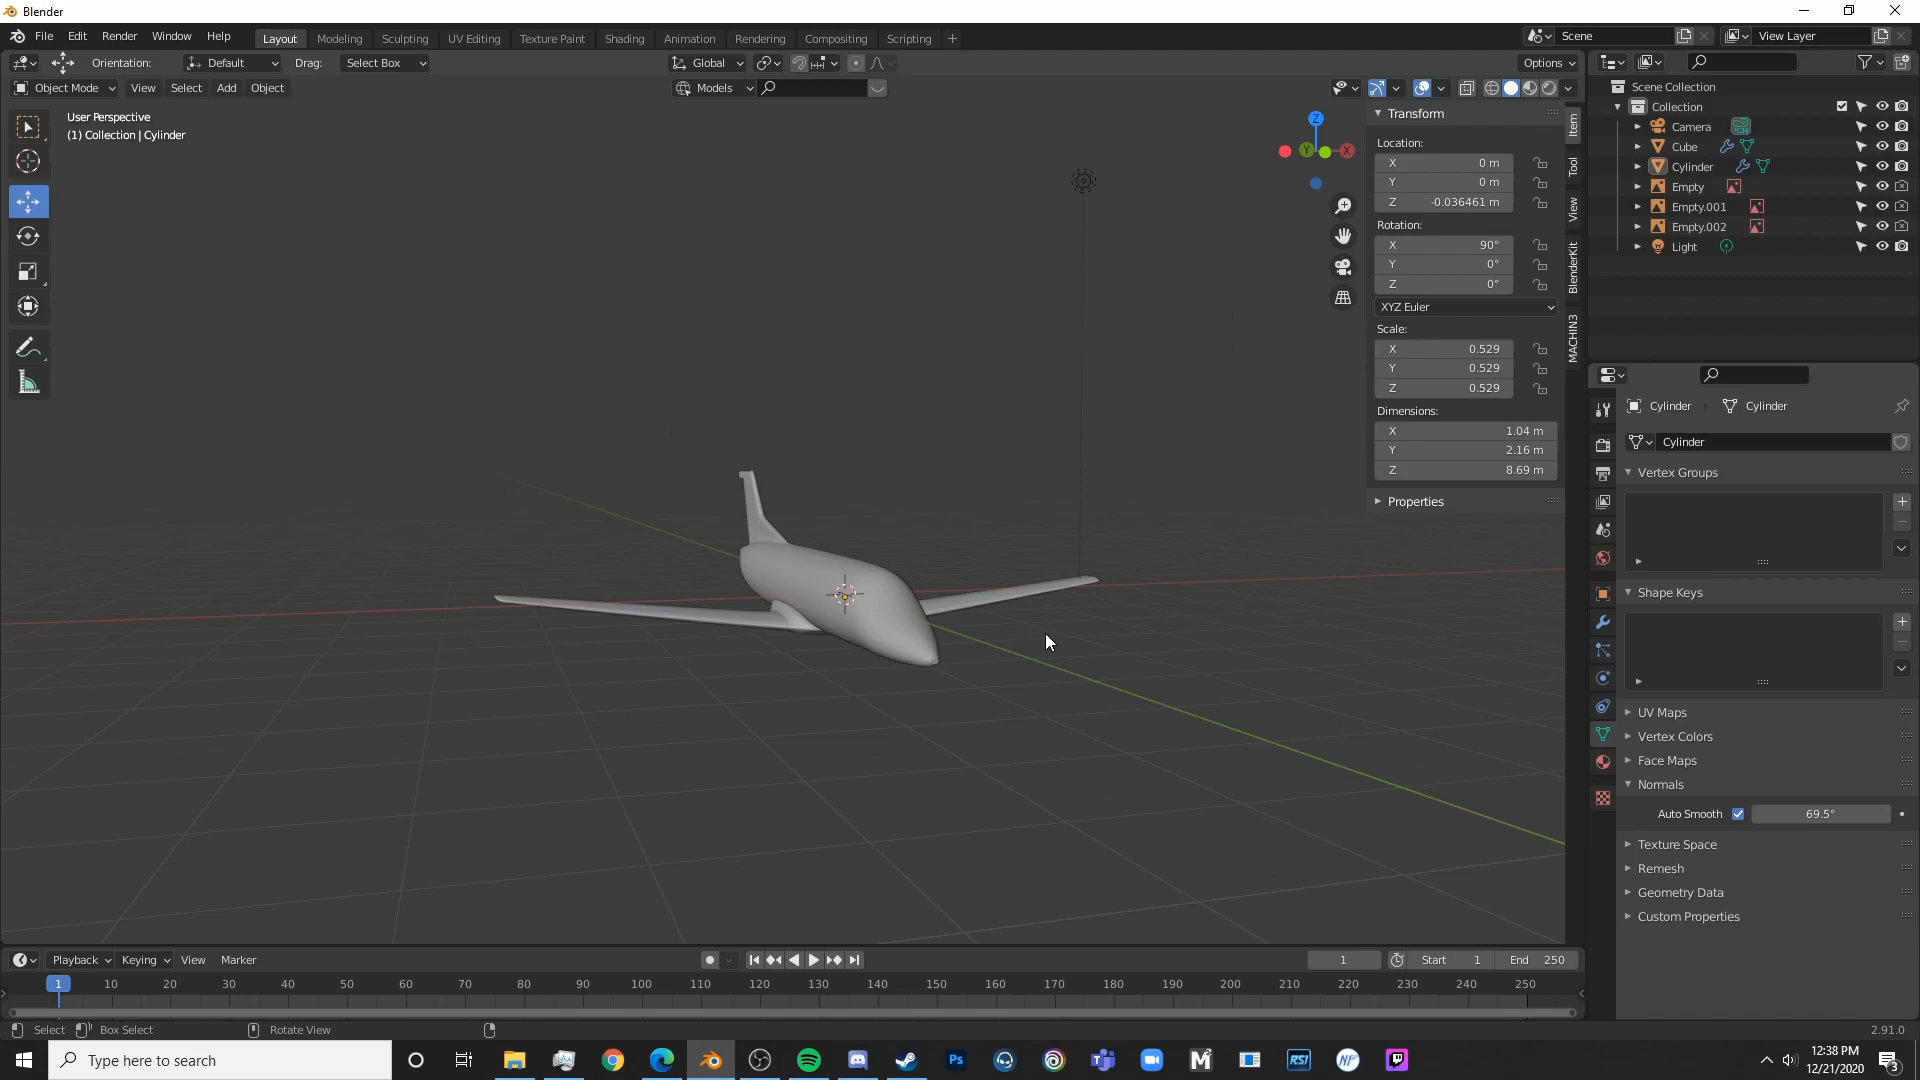 Blender
File Edit Render Window Help
Layout Modeling Sculpting UV Editing Texture Paint Shading Animation Rendering Compositing Scripting +
Scene
View Layer
Orientation: Default Drag: Select Box
Global
Options
Object Mode View Select Add Object
Models
User Perspective
(1) Collection | Cylinder
Z
Y
X
Transform
Location:
X 0 m
Y 0 m
Z -0.036461 m
Rotation:
X 90°
Y 0°
Z 0°
XYZ Euler
Scale:
X 0.529
Y 0.529
Z 0.529
Dimensions:
X 1.04 m
Y 2.16 m
Z 8.69 m
Properties
Item
Tool
View
BlenderKit
MACHIN3
Scene Collection
Collection
Camera
Cube
Cylinder
Empty
Empty.001
Empty.002
Light
Cylinder Cylinder
Cylinder
Vertex Groups
Shape Keys
UV Maps
Vertex Colors
Face Maps
Normals
Auto Smooth 69.5°
Texture Space
Remesh
Geometry Data
Custom Properties
Playback Keying View Marker
1 Start 1 End 250
1 10 20 30 40 50 60 70 80 90 100 110 120 130 140 150 160 170 180 190 200 210 220 230 240 250
Select Box Select Rotate View
2.91.0
Type here to search
Ps
M
RSI
NF
12:38 PM
12/21/2020
3